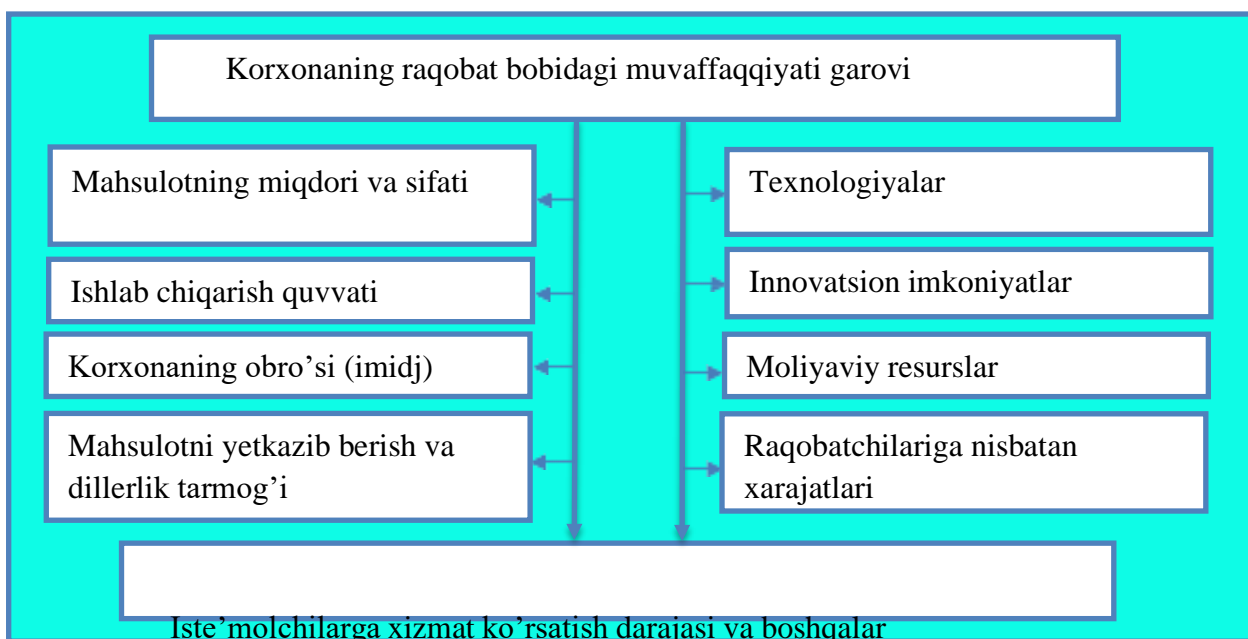 Korxonaning raqobat bobidagi muvaffaqqiyati garovi
Mahsulotning miqdori va sifati
Ishlab chiqarish quvvati
Korxonaning obro’si (imidj)
Mahsulotni yetkazib berish va
dillerlik tarmog’i
Texnologiyalar
Innovatsion imkoniyatlar
Moliyaviy resurslar
Raqobatchilariga nisbatan
xarajatlari
Iste’molchilarga xizmat ko’rsatish darajasi va boshqalar